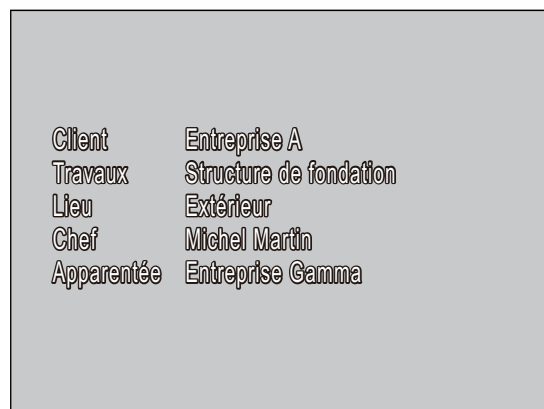 Client Entreprise A
Travaux Structure de fondation
Lieu Extérieur
Chef Michel Martin
Apparentée Entreprise Gamma